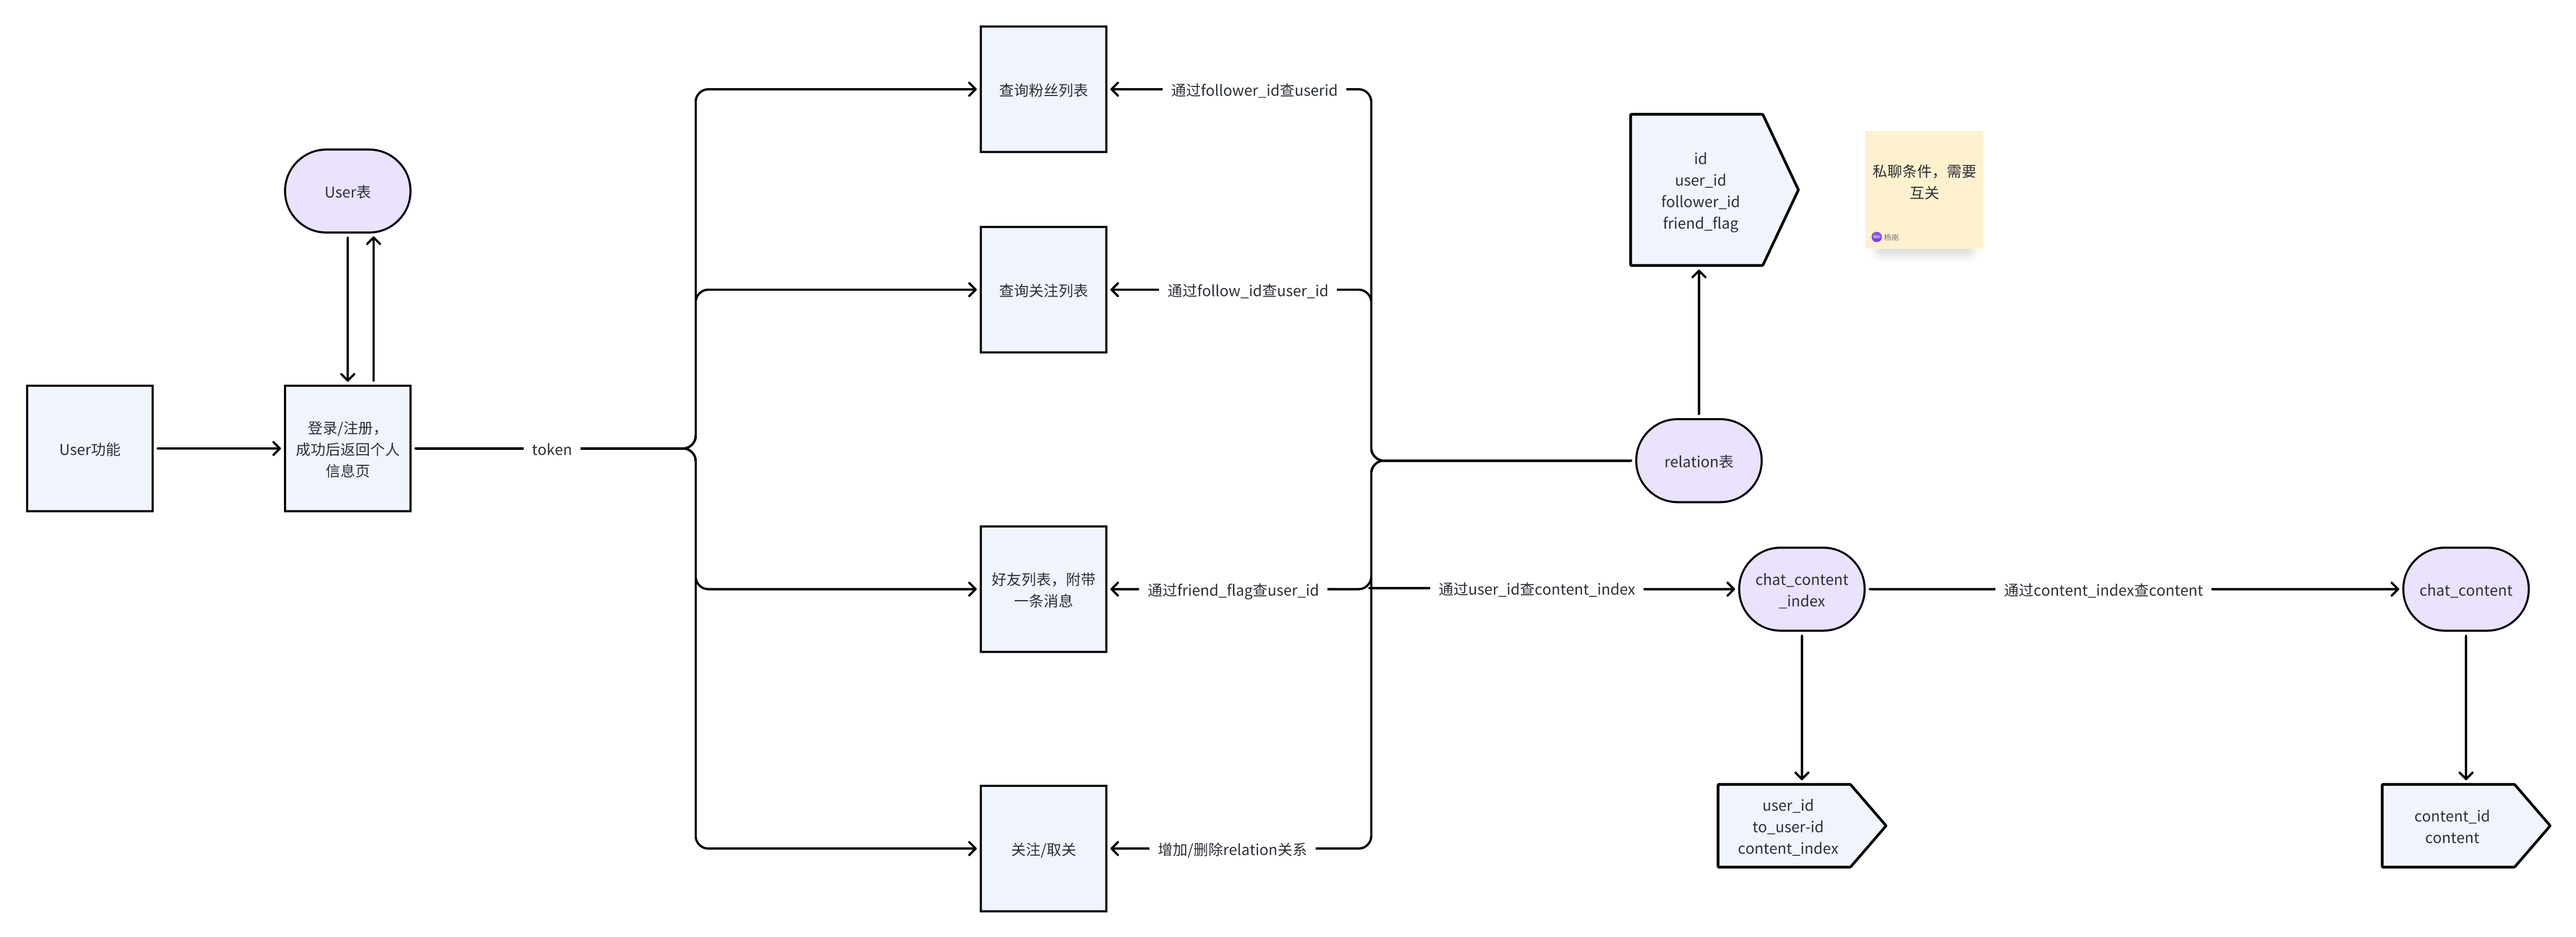 查询粉丝列表
通过follower_id查userid
id
user_id
follower_id
friend_flag
私聊条件，需要
互关
杨刚
User表
查询关注列表
通过follow_id查user_id
User功能
登录/注册，
成功后返回个人
信息页
token
relation表
好友列表，附带
一条消息
通过friend_flag查user_id
通过user_id查content_index
chat_content
_index
通过content_index查content
chat_content
关注/取关
增加/删除relation关系
user_id
to_user-id
content_index
content_id
content